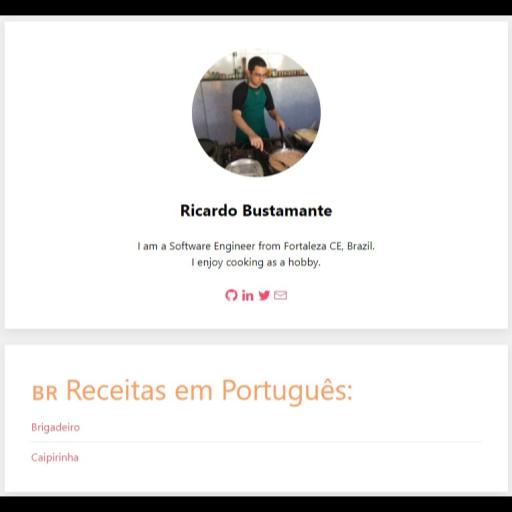 Ricardo Bustamante
I am a Software Engineer from Fortaleza CE, Brazil.
I enjoy cooking as a hobby.
BR Receitas em Português:
Brigadeiro
Caipirinha